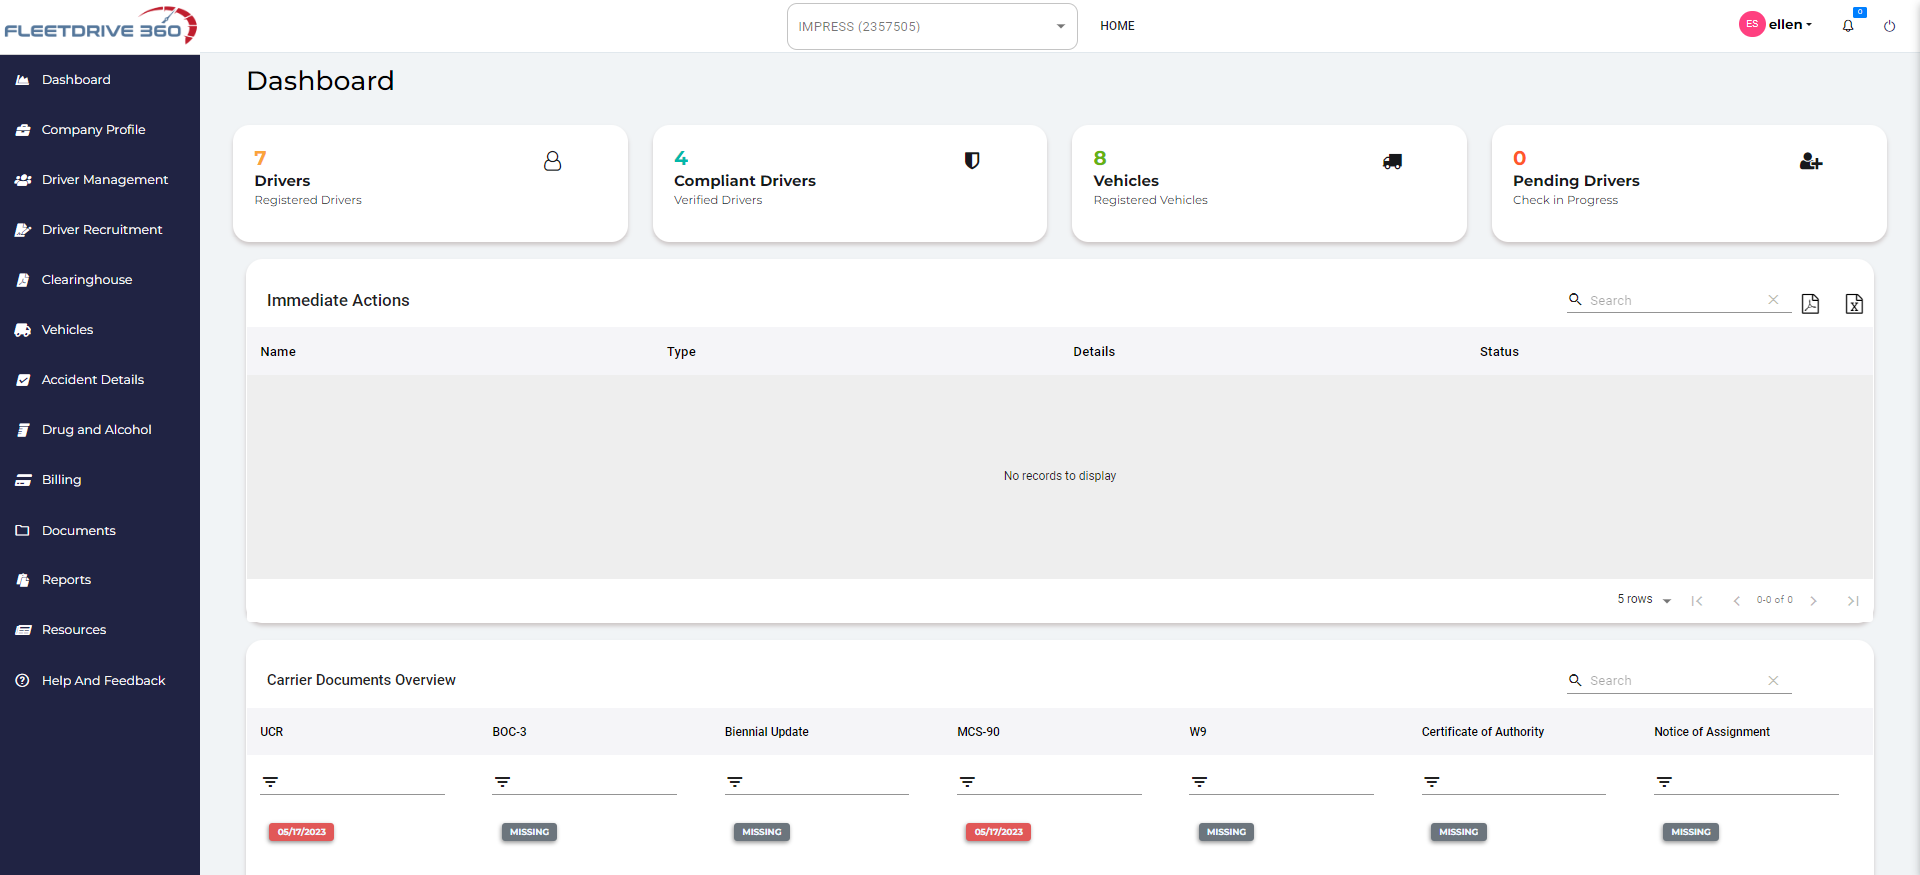 FLEETDRIVE 360
IMPRESS (2357505)
HOME
ES
ellen
0
Dashboard
Company Profile
Driver Management
Driver Recruitment
Clearinghouse
Vehicles
Accident Details
Drug and Alcohol
Billing
Documents
Reports
Resources
Help And Feedback
Dashboard
7
Drivers
Registered Drivers
4
Compliant Drivers
Verified Drivers
8
Vehicles
Registered Vehicles
0
Pending Drivers
Check in Progress
Immediate Actions
Search
Name Type Details Status
No records to display
5 rows 0-0 of 0
Carrier Documents Overview
Search
UCR BOC-3 Biennial Update MCS-90 W9 Certificate of Authority Notice of Assignment
05/17/2023 MISSING MISSING 05/17/2023 MISSING MISSING MISSING